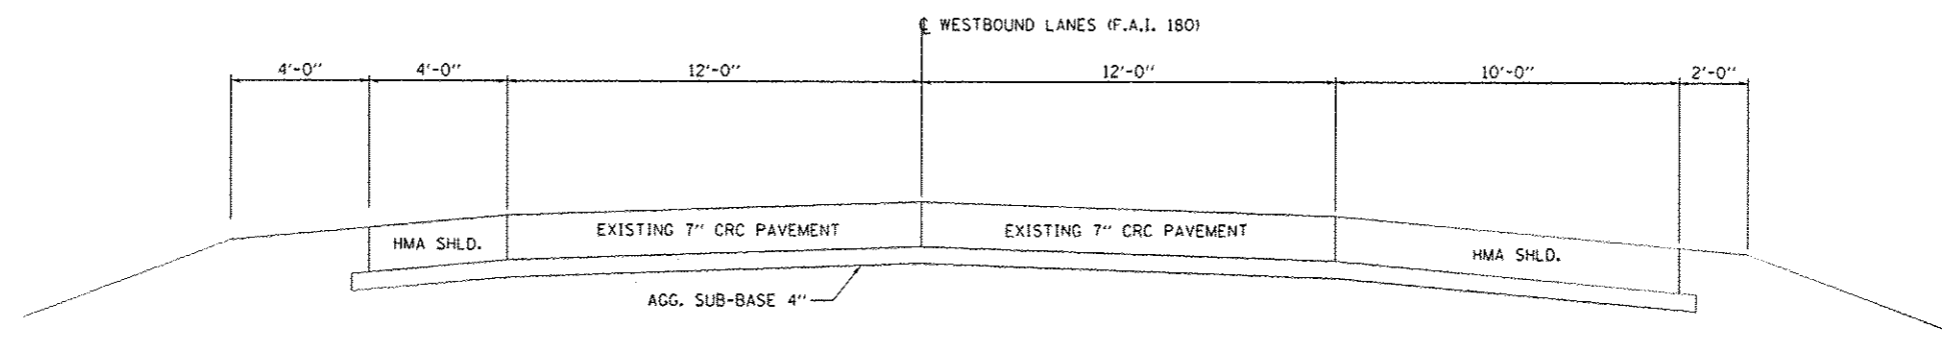 ℄ WESTBOUND LANES (F.A.I. 180)
4'-0" 4'-0" 12'-0" 12'-0" 10'-0" 2'-0"
EXISTING 7" CRC PAVEMENT EXISTING 7" CRC PAVEMENT
HMA SHLD. HMA SHLD.
AGG. SUB-BASE 4"